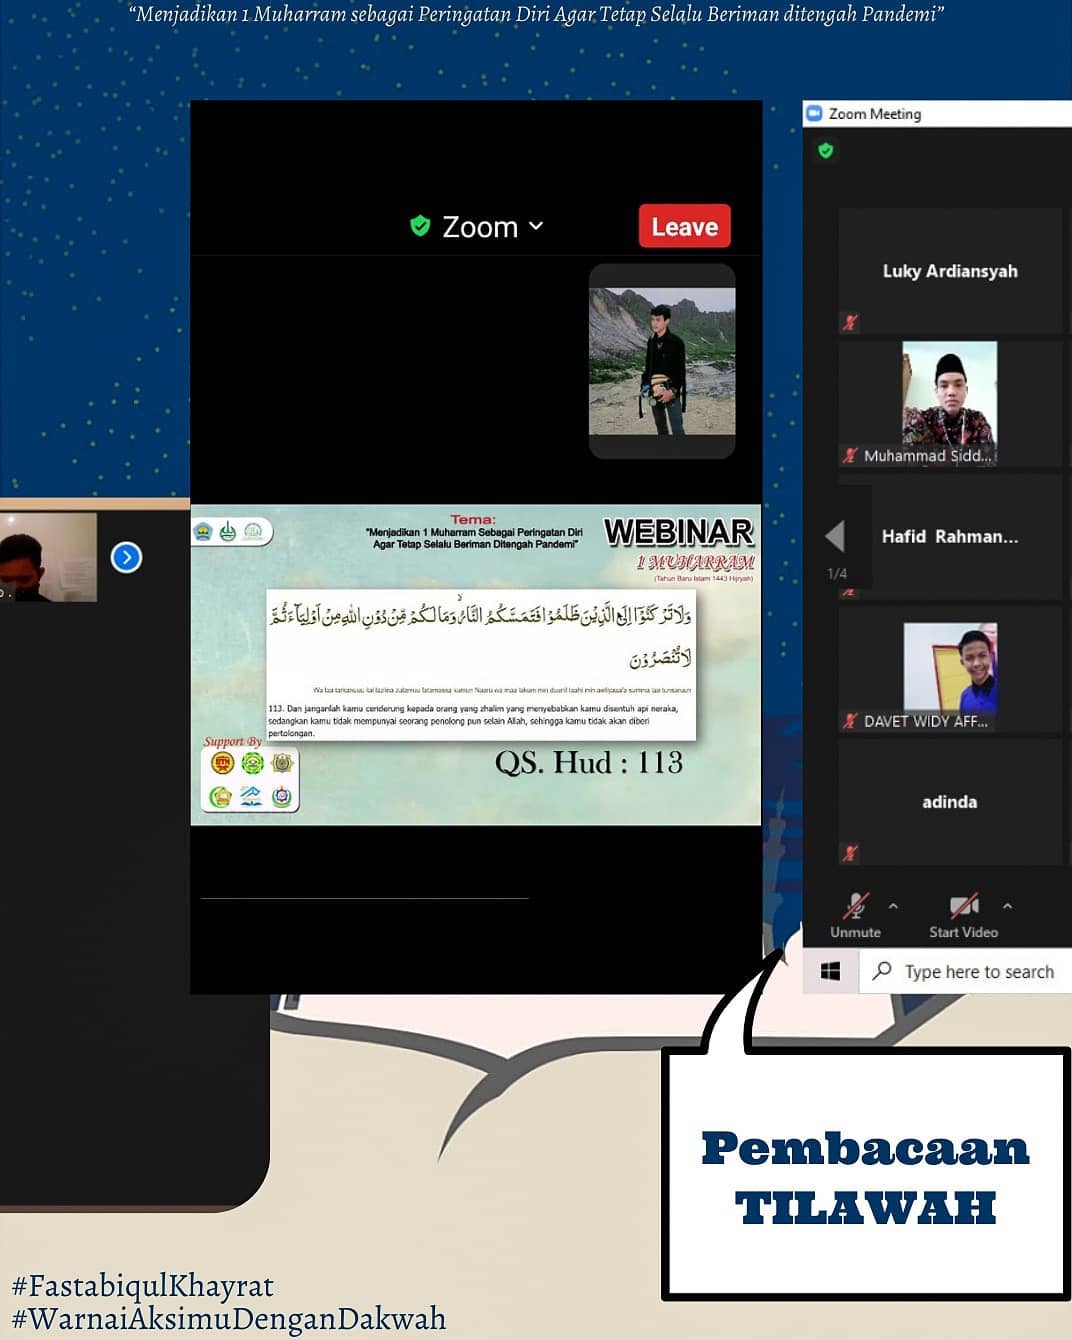 “Menjadikan 1 Muharram sebagai Peringatan Diri Agar Tetap Selalu Beriman ditengah Pandemi”
Zoom
Leave
Tema:
"Menjadikan 1 Muharram Sebagai Peringatan Diri
Agar Tetap Selalu Beriman Ditengah Pandemi"
WEBINAR
1 MUHARRAM
(Tahun Baru Islam 1443 Hijryah)
وَلَا تَرْكَنُوْٓا اِلَى الَّذِيْنَ ظَلَمُوْا فَتَمَسَّكُمُ النَّارُۙ وَمَا لَكُمْ مِّنْ دُوْنِ اللّٰهِ مِنْ اَوْلِيَاۤءَ ثُمَّ
لَا تُنْصَرُوْنَ
113. Dan janganlah kamu cenderung kepada orang yang zhalim yang menyebabkan kamu disentuh api neraka,
sedangkan kamu tidak mempunyai seorang penolong pun selain Allah, sehingga kamu tidak akan diberi
pertolongan.
QS. Hud : 113
Support By
Zoom Meeting
Luky Ardiansyah
Muhammad Sidd...
Hafid Rahman...
1/4
DAVET WIDY AFF...
adinda
Unmute
Start Video
Type here to search
Pembacaan
TILAWAH
#FastabiqulKhayrat
#WarnaiAksimuDenganDakwah